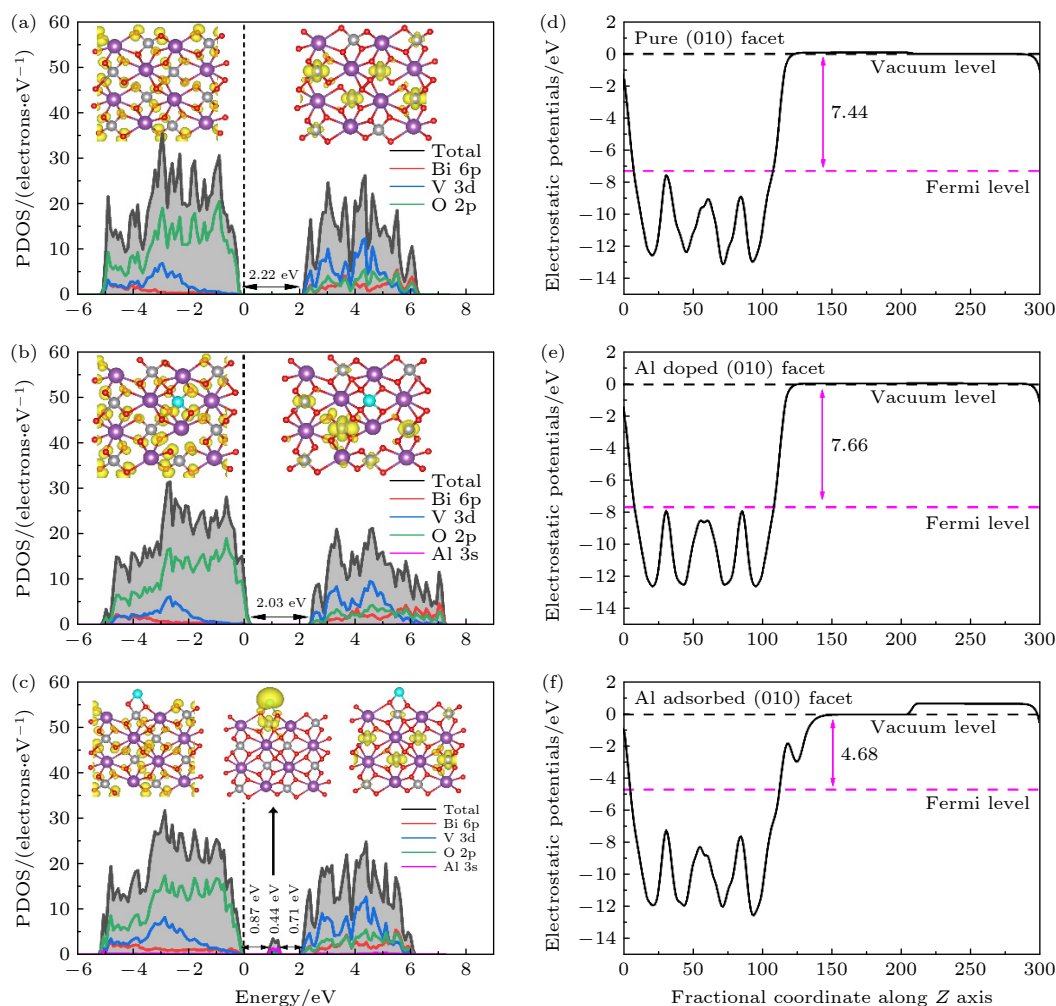 (a)
60
50
40
30
20
10
0
PDOS/(electrons·eV⁻¹)
Total
Bi 6p
V 3d
O 2p
2.22 eV
−6 −4 −2 0 2 4 6 8
(d)
2
0
−2
−4
−6
−8
−10
−12
−14
Electrostatic potentials/eV
Pure (010) facet
Vacuum level
7.44
Fermi level
0 50 100 150 200 250 300
(b)
60
50
40
30
20
10
0
PDOS/(electrons·eV⁻¹)
Total
Bi 6p
V 3d
O 2p
Al 3s
2.03 eV
−6 −4 −2 0 2 4 6 8
(e)
2
0
−2
−4
−6
−8
−10
−12
−14
Electrostatic potentials/eV
Al doped (010) facet
Vacuum level
7.66
Fermi level
0 50 100 150 200 250 300
(c)
60
50
40
30
20
10
0
PDOS/(electrons·eV⁻¹)
Total
Bi 6p
V 3d
O 2p
Al 3s
0.87 eV
0.44 eV
0.71 eV
−6 −4 −2 0 2 4 6 8
Energy/eV
(f)
2
0
−2
−4
−6
−8
−10
−12
−14
Electrostatic potentials/eV
Al adsorbed (010) facet
Vacuum level
4.68
Fermi level
0 50 100 150 200 250 300
Fractional coordinate along Z axis